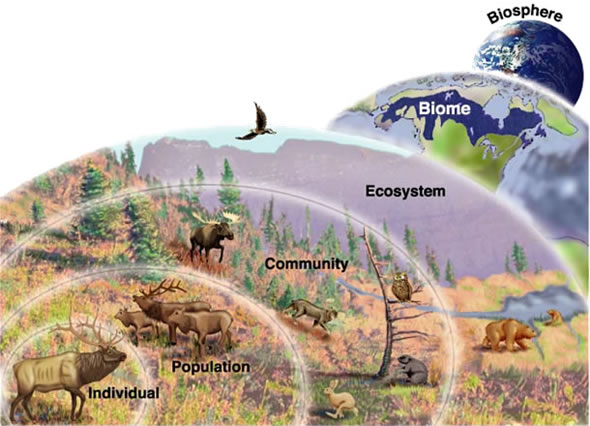 Biosphere
Biome
Ecosystem
Community
Population
Individual